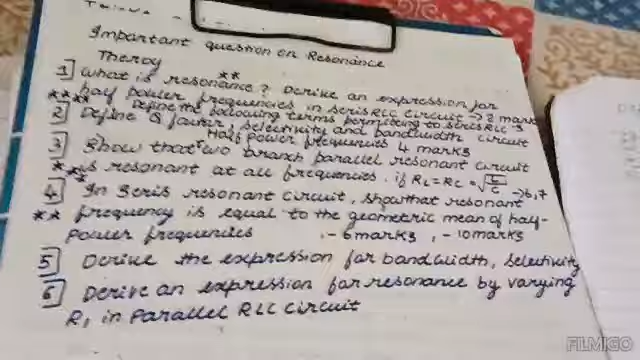 Important question on Resonance
Theroy
1] What is resonance? Derive an expression for
half power frequencies in series RLC circuit → 8 marks
2] Define the following terms pertaining to series RLC
Define Q factor, selectivity and bandwidth circuit
Half power frequencies 4 marks
3] Show that two branch parallel resonant circuit
is resonant at all frequencies. if RL = RC = √L/C → 6,7
4] In Seris resonant circuit, show that resonant
** frequency is equal to the geometric mean of half-
Power frequencies , - 6 marks , - 10 marks
5] Derive the expression for bandwidth, selectivity
6] Derive an expression for resonance by varying
R, in Parallel RLC circuit
FILMIGO